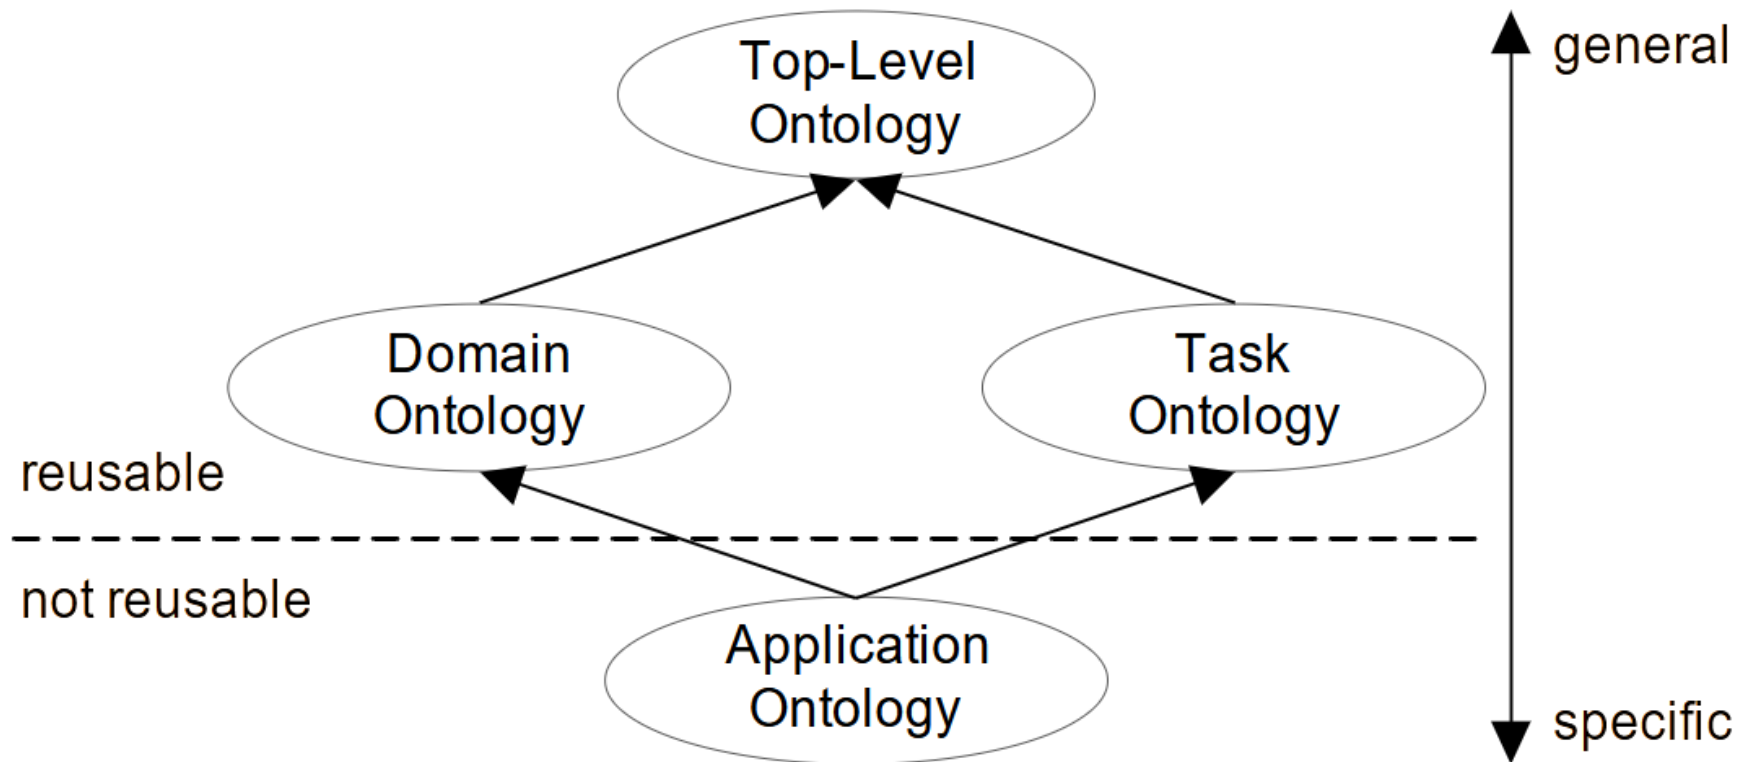 Top-Level
Ontology
general
Domain
Ontology
Task
Ontology
reusable
not reusable
Application
Ontology
specific